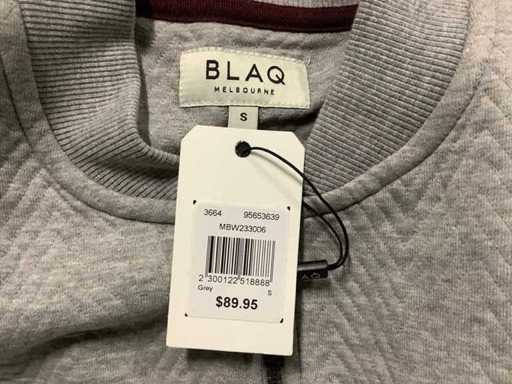 BLAQ
MELBOURNE
S
3664 95653639
MBW233006
2 300122 518888
Grey S
$89.95